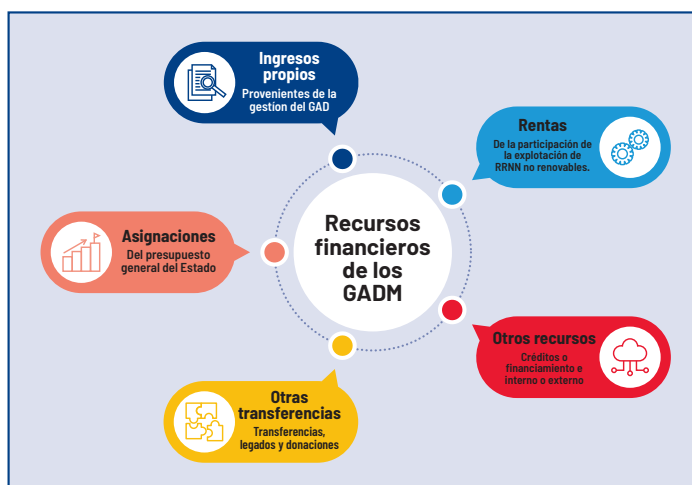 Ingresos
propios
Provenientes de la
gestíon del GAD
Rentas
De la participación de
la explotación de
RRNN no renovables.
Recursos
financieros
de los
GADM
Asignaciones
Del presupuesto
general del Estado
Otros recursos
Créditos o
financiamiento e
interno o externo
Otras
transferencias
Transferencias,
legados y donaciones